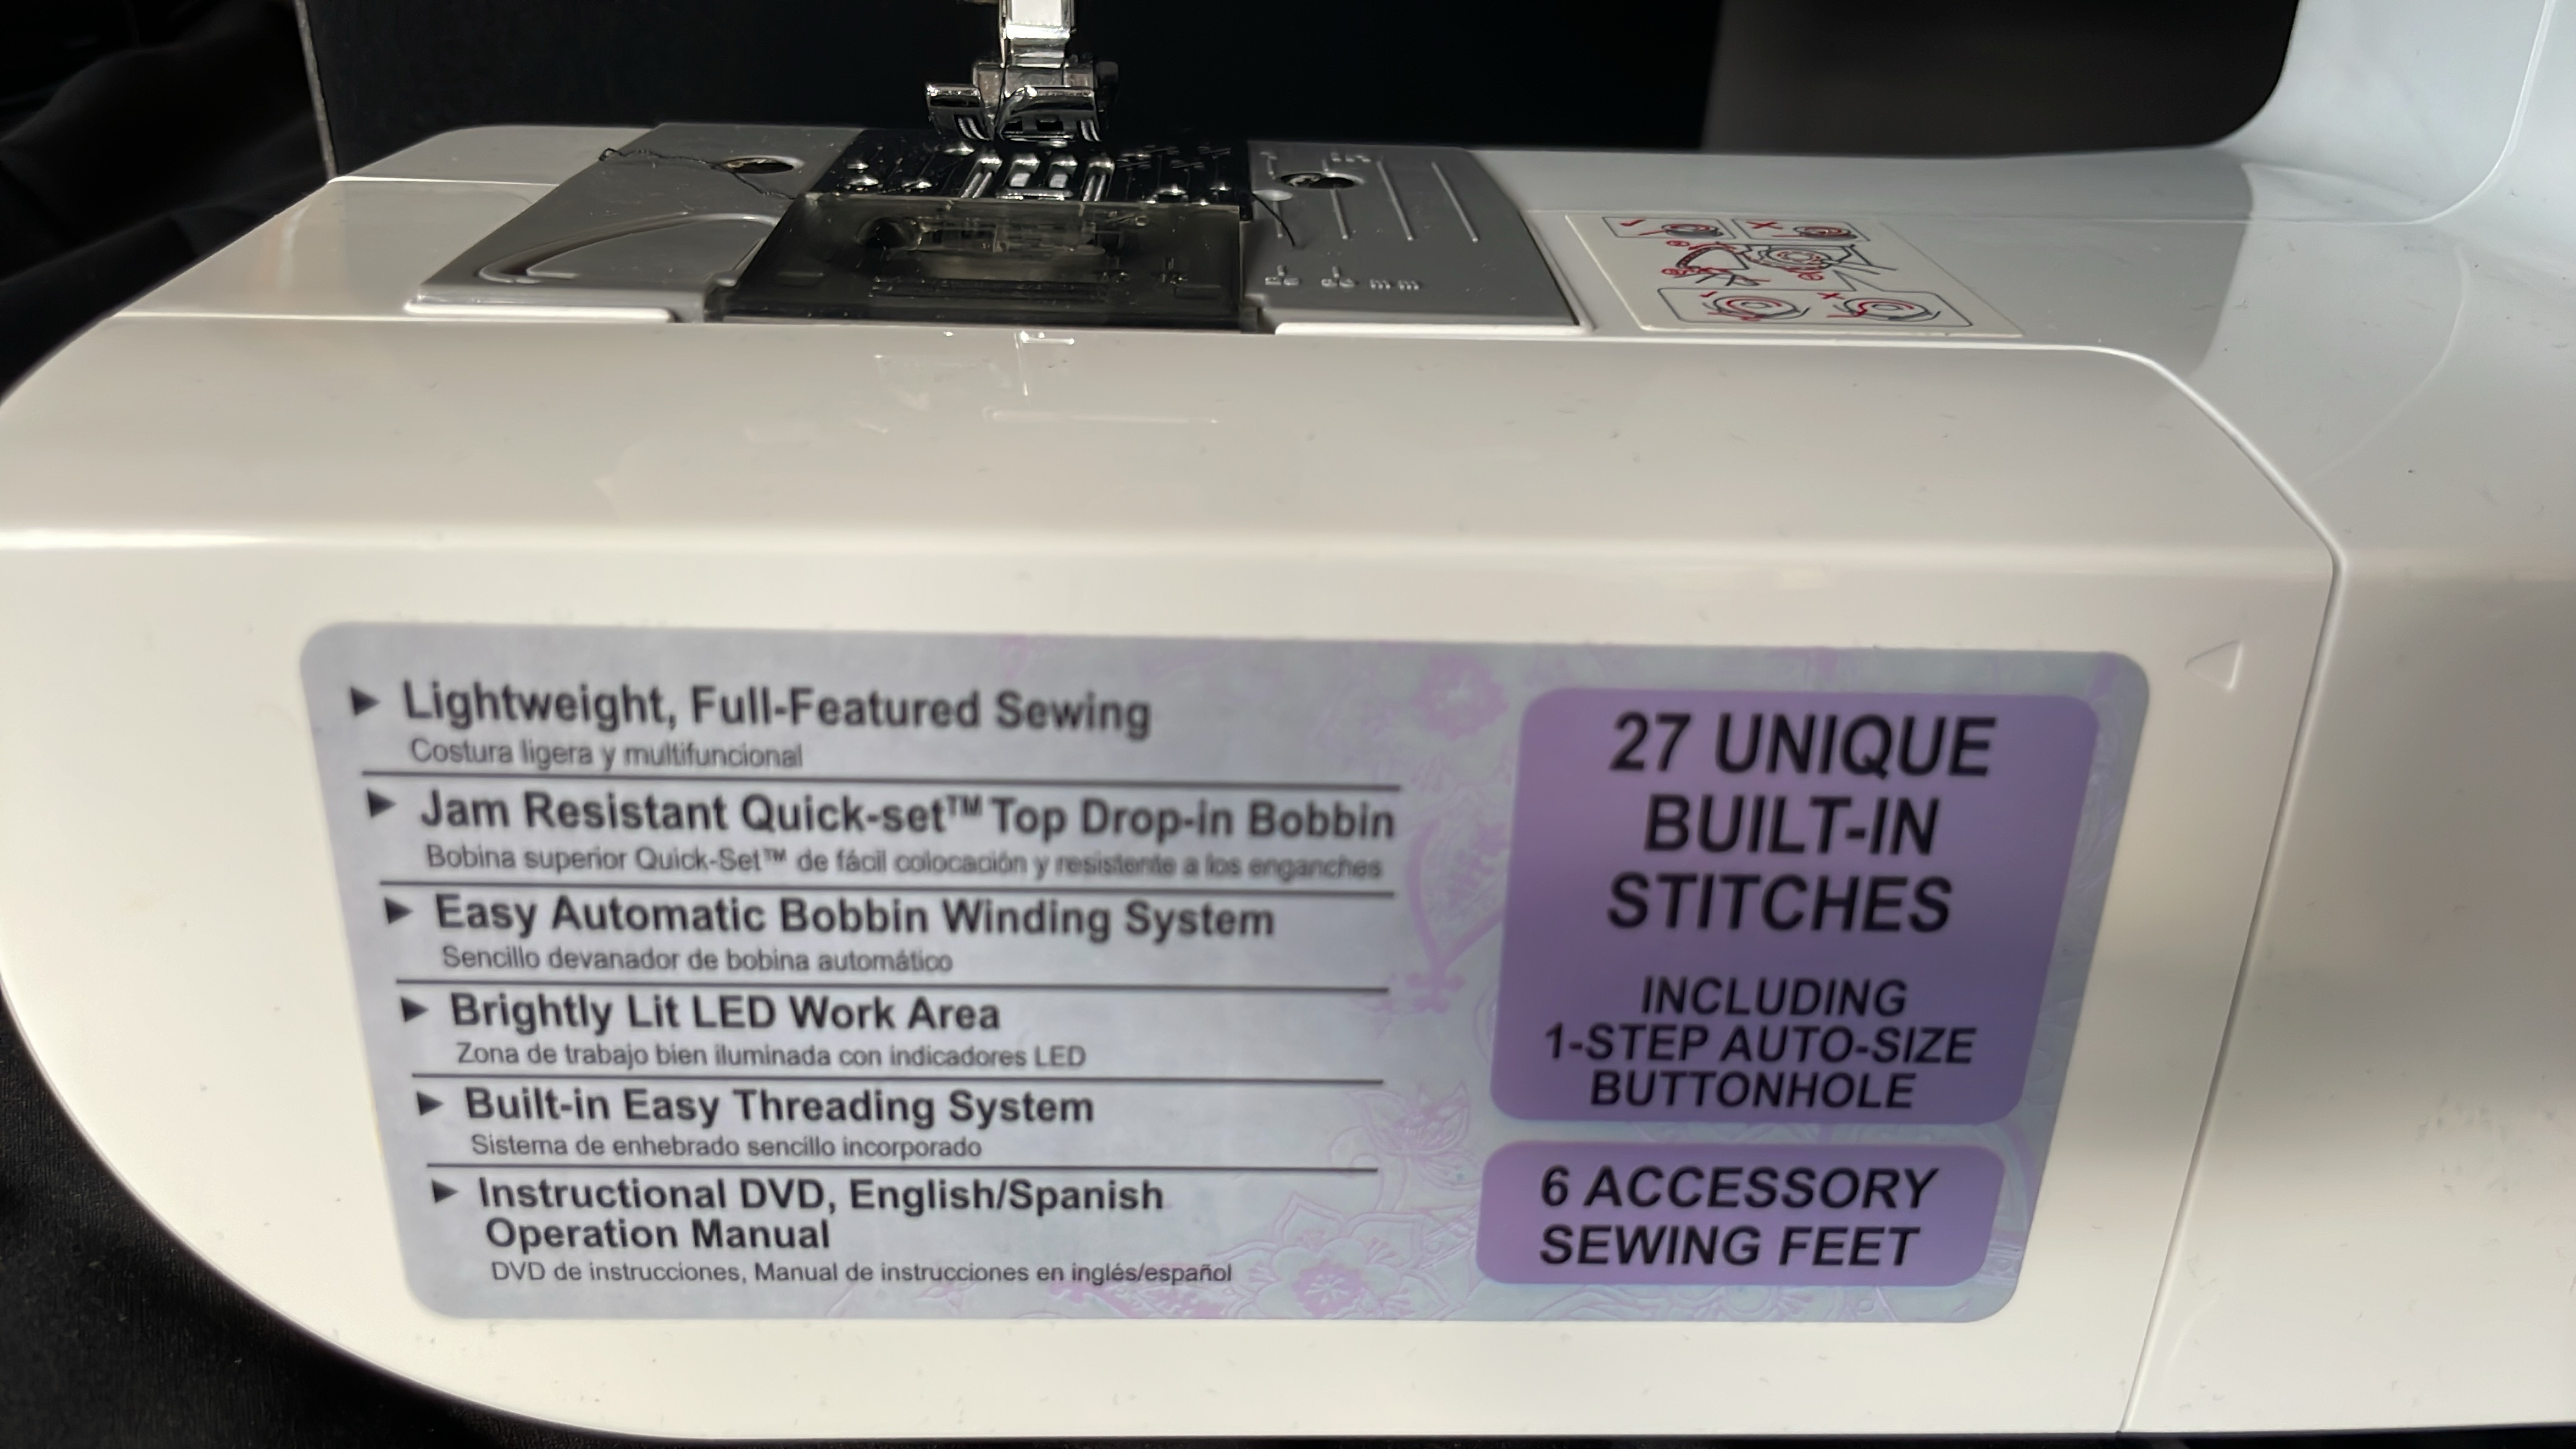 Lightweight, Full-Featured Sewing
Costura ligera y multifuncional
Jam Resistant Quick-set™ Top Drop-in Bobbin
Bobina superior Quick-Set™ de fácil colocación y resistente a los enganches
Easy Automatic Bobbin Winding System
Sencillo devanador de bobina automático
Brightly Lit LED Work Area
Zona de trabajo bien iluminada con indicadores LED
Built-in Easy Threading System
Sistema de enhebrado sencillo incorporado
Instructional DVD, English/Spanish
Operation Manual
DVD de instrucciones, Manual de instrucciones en inglés/español
27 UNIQUE
BUILT-IN
STITCHES
INCLUDING
1-STEP AUTO-SIZE
BUTTONHOLE
6 ACCESSORY
SEWING FEET